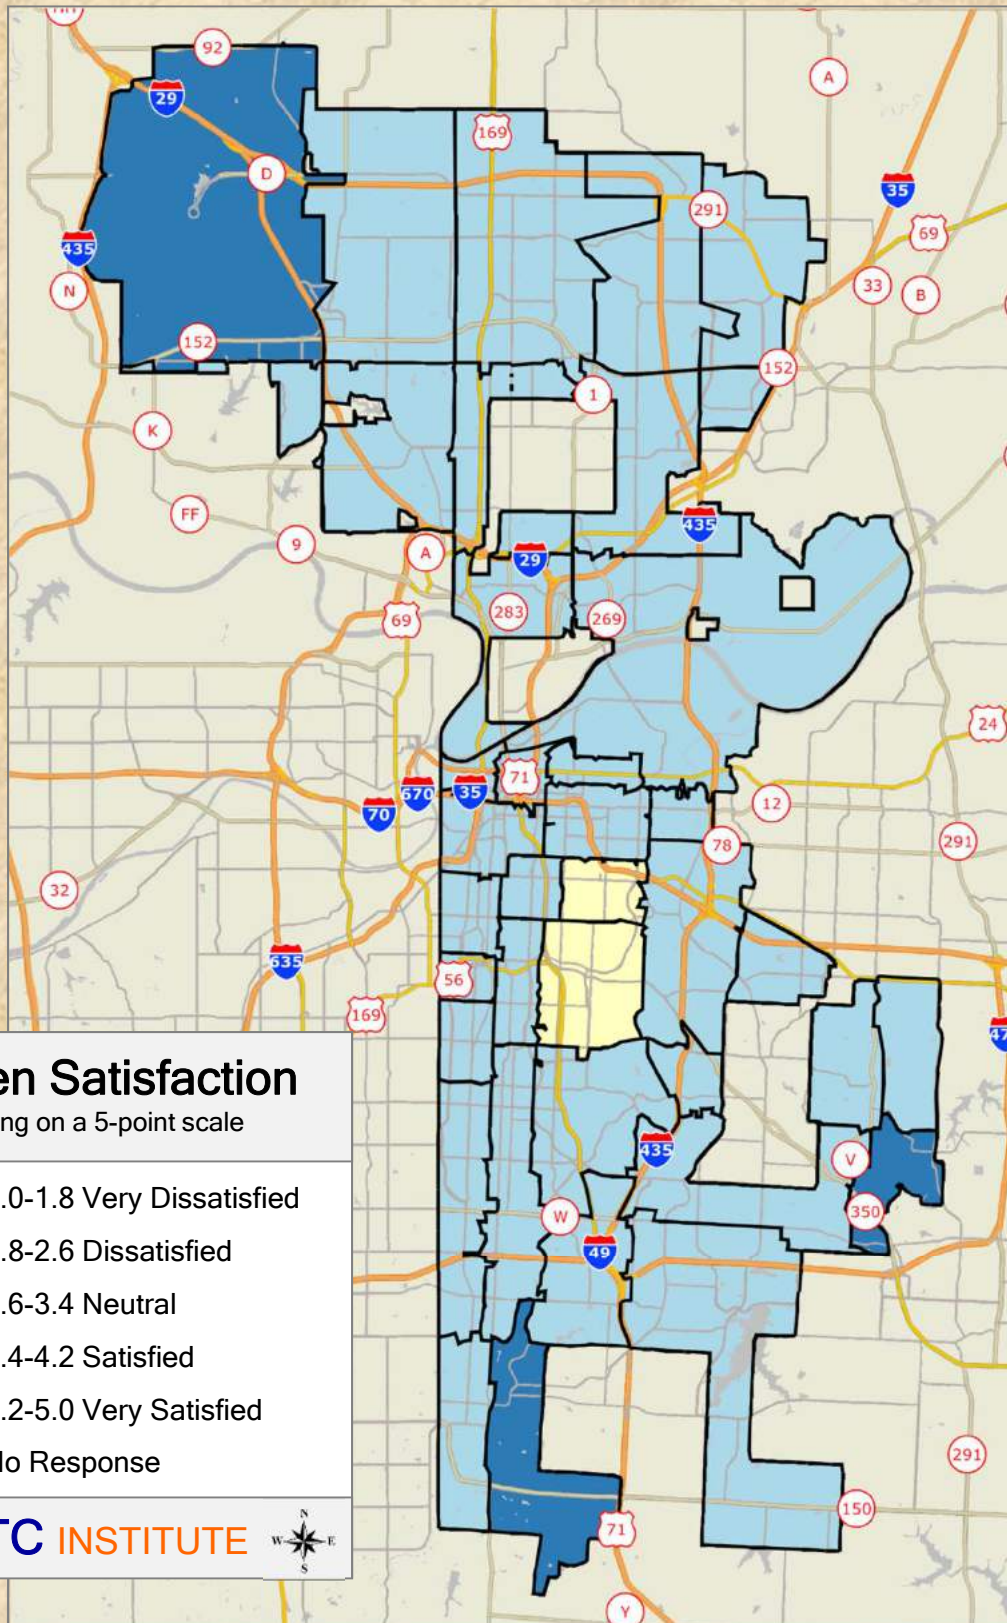 92
29
169
A
D
291
35
69
435
N
33
B
152
152
1
K
FF
435
9
A
29
283
269
69
24
71
670
35
70
12
78
291
32
635
56
169
47
en Satisfaction
ng on a 5-point scale
.0-1.8 Very Dissatisfied
.8-2.6 Dissatisfied
.6-3.4 Neutral
.4-4.2 Satisfied
.2-5.0 Very Satisfied
No Response
TC INSTITUTE
N
W E
S
435
V
350
W
49
291
150
71
Y